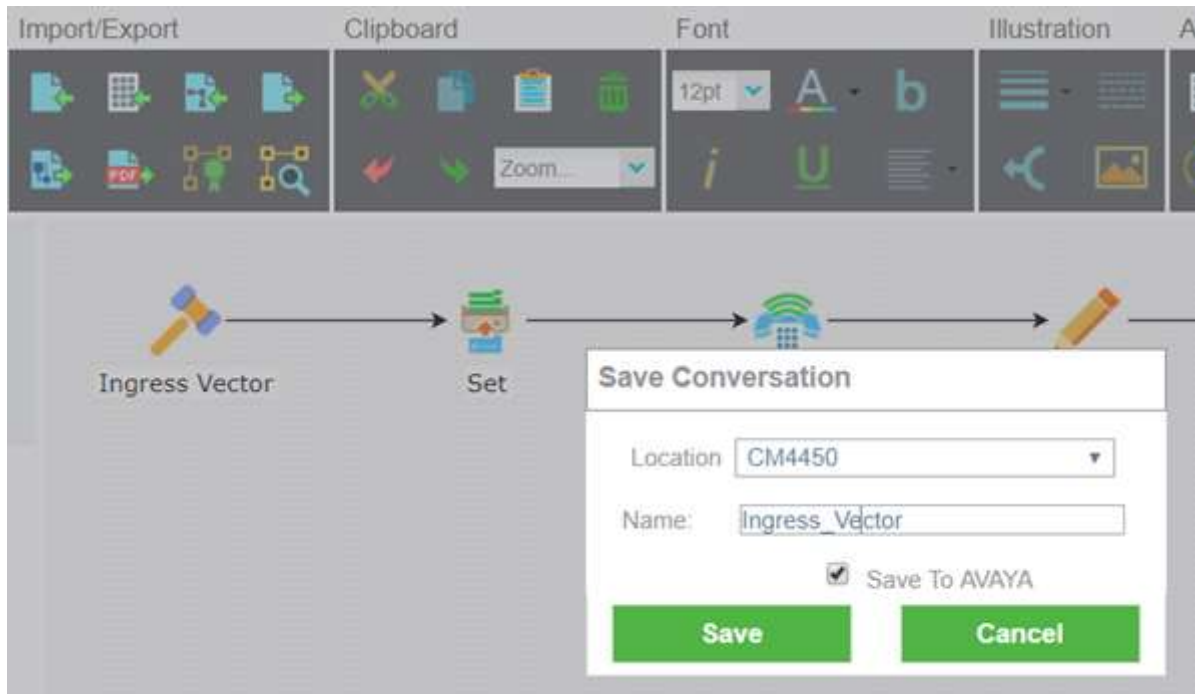 Import/Export
Clipboard
Font
Illustration
A
12pt
A
b
PDF
Zoom...
i
U
Ingress Vector
Set
Save Conversation
Location CM4450
Name: Ingress_Vector
Save To AVAYA
Save
Cancel